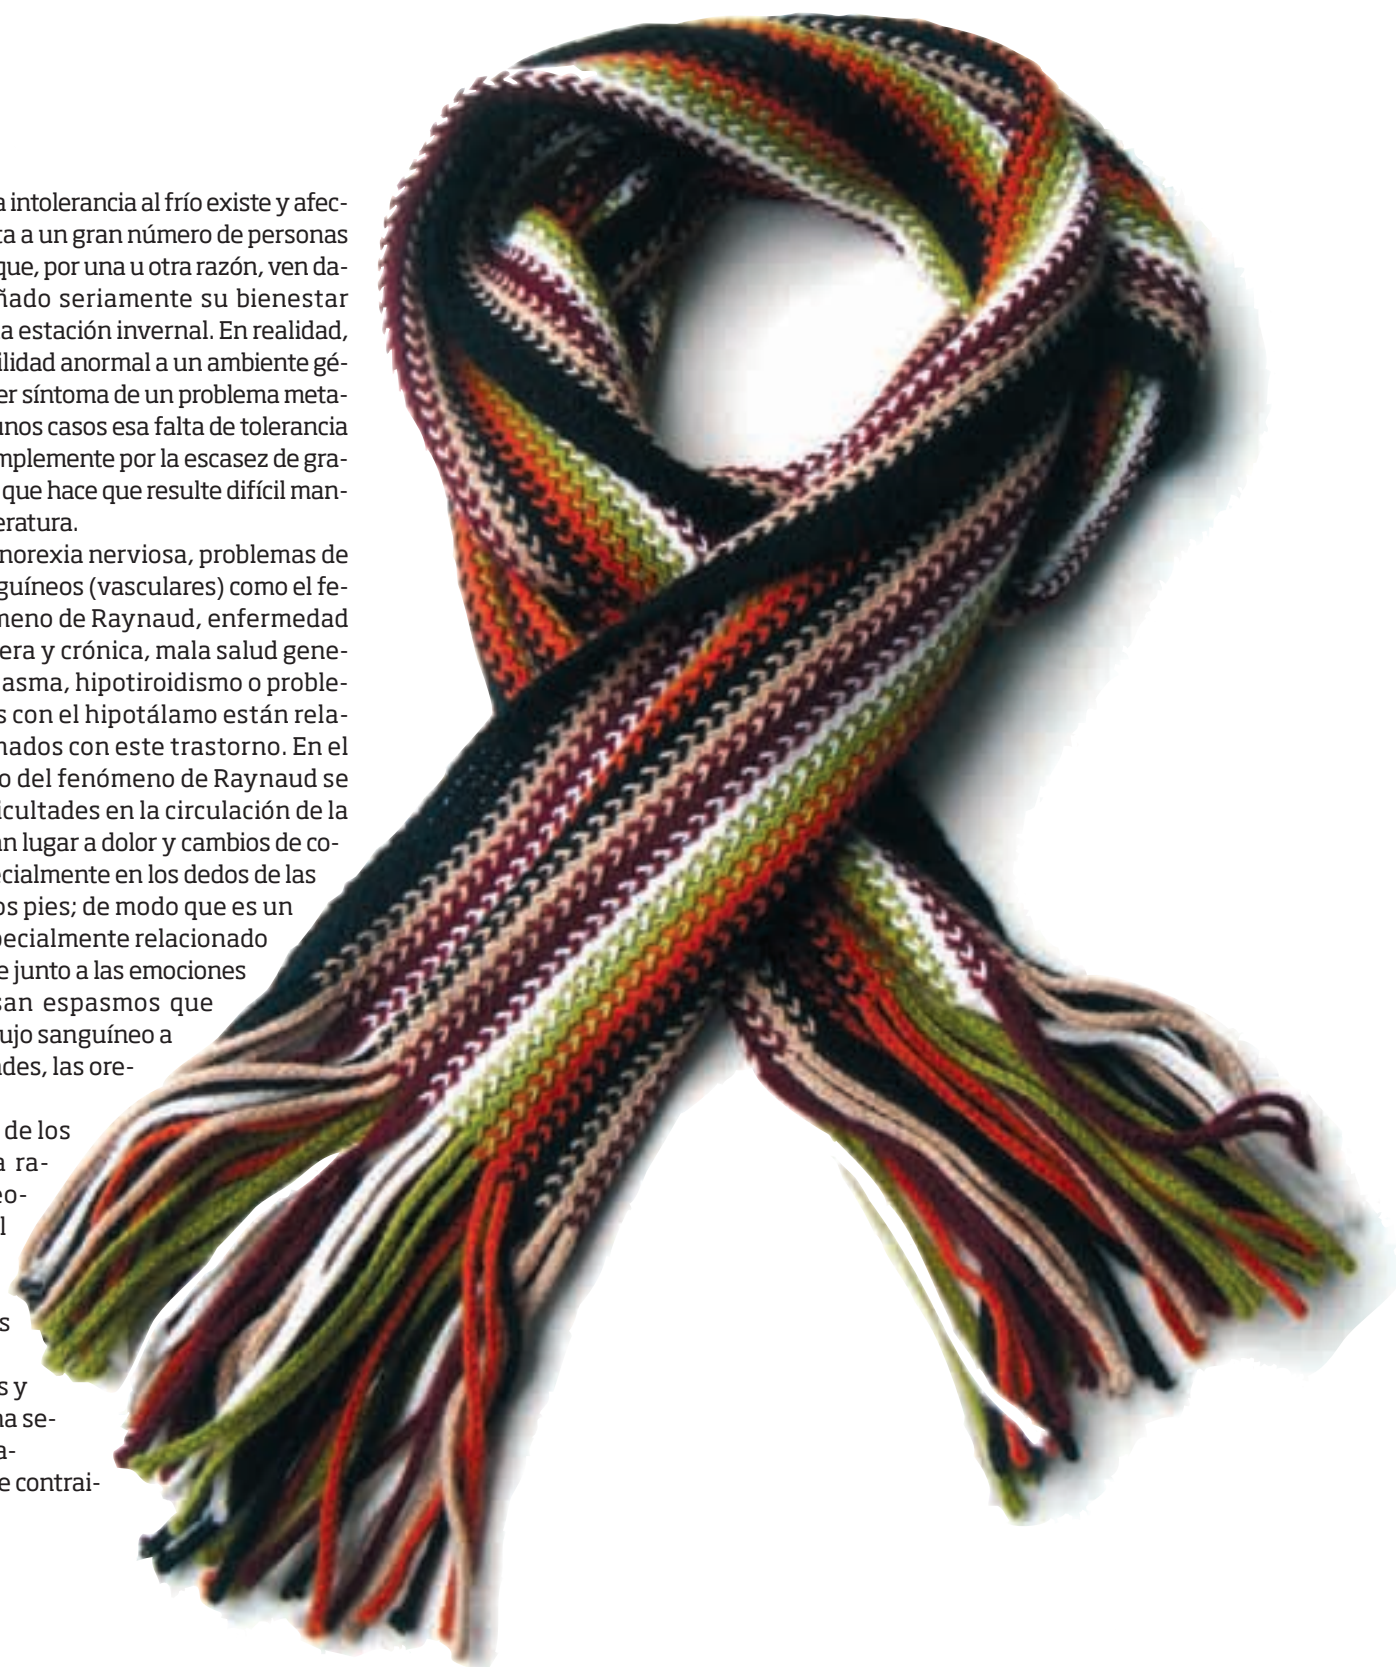 a intolerancia al frío existe y afec-
ta a un gran número de personas
que, por una u otra razón, ven da-
ñado seriamente su bienestar
a estación invernal. En realidad,
ilidad anormal a un ambiente gé-
er síntoma de un problema meta-
unos casos esa falta de tolerancia
mplemente por la escasez de gra-
que hace que resulte difícil man-
eratura.
norexia nerviosa, problemas de
guíneos (vasculares) como el fe-
meno de Raynaud, enfermedad
era y crónica, mala salud gene-
asma, hipotiroidismo o proble-
s con el hipotálamo están rela-
nados con este trastorno. En el
o del fenómeno de Raynaud se
icultades en la circulación de la
an lugar a dolor y cambios de co-
ecialmente en los dedos de las
os pies; de modo que es un
pecialmente relacionado
e junto a las emociones
san espasmos que
ujo sanguíneo a
des, las ore-
de los
a ra-
eo-
l
s
s y
na se-
a-
e contrai-